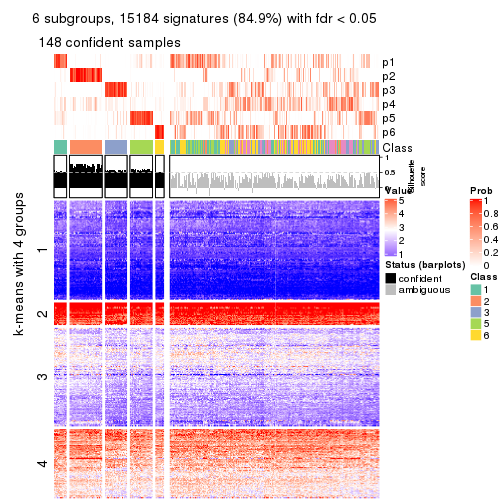 6 subgroups, 15184 signatures (84.9%) with fdr < 0.05
148 confident samples
p1
p2
p3
p4
p5
p6
Class
1
0.5
0
Silhouette
score
k-means with 4 groups
1
2
3
4
Value
5
4
3
2
1
Status (barplots)
confident
ambiguous
Prob
1
0.8
0.6
0.4
0.2
0
Class
1
2
3
5
6